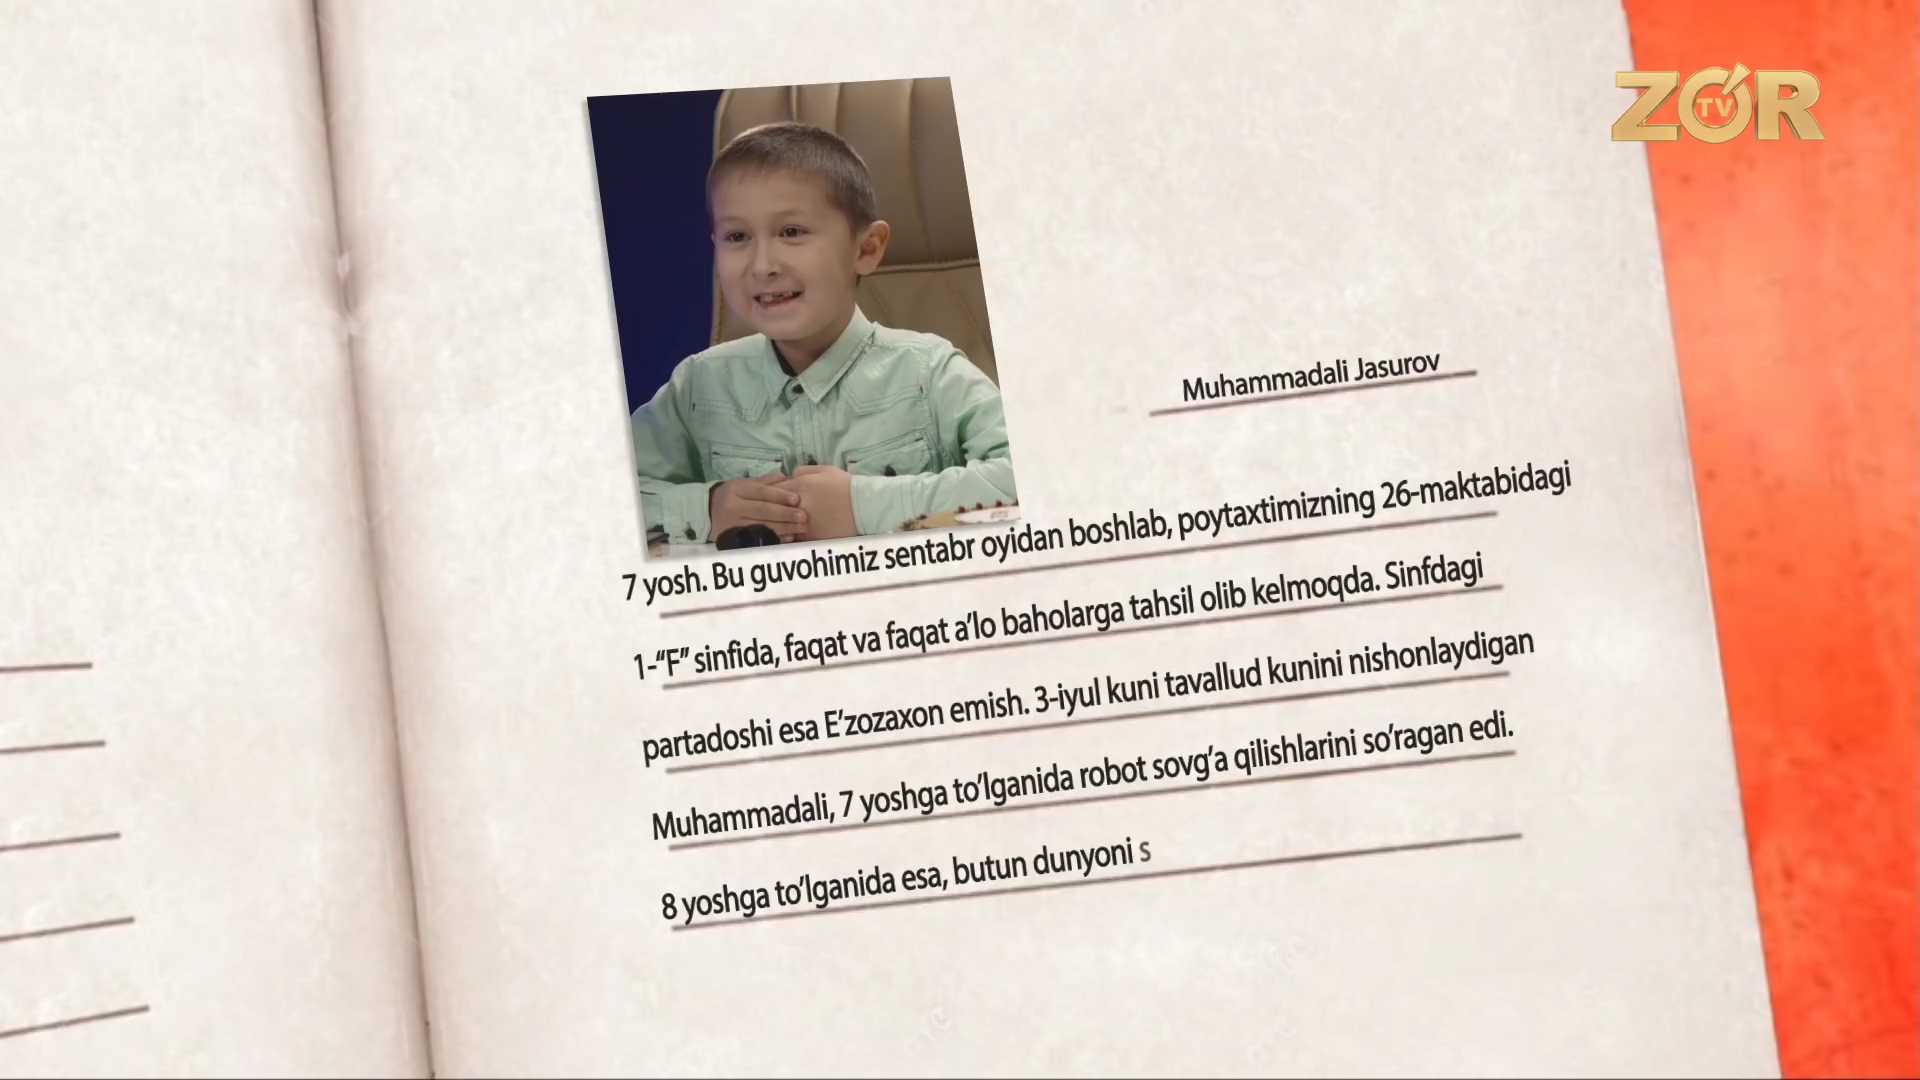 ZO'R
TV
Muhammadali Jasurov
7 yosh. Bu guvohimiz sentabr oyidan boshlab, poytaxtimizning 26-maktabidagi
1-“F” sinfida, faqat va faqat a’lo baholarga tahsil olib kelmoqda. Sinfdagi
partadoshi esa E’zozaxon emish. 3-iyul kuni tavallud kunini nishonlaydigan
Muhammadali, 7 yoshga to’lganida robot sovg’a qilishlarini so’ragan edi.
8 yoshga to’lganida esa, butun dunyoni s